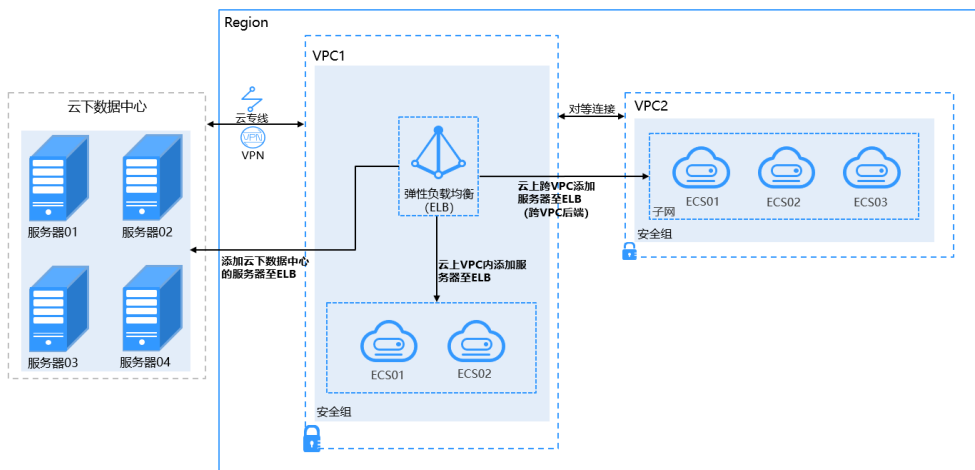 Region
VPC1
云下数据中心
云专线
VPN
VPN
对等连接
VPC2
弹性负载均衡
(ELB)
云上跨VPC添加
服务器至ELB
(跨VPC后端)
ECS01
ECS02
ECS03
子网
安全组
服务器01
服务器02
添加云下数据中心
的服务器至ELB
云上VPC内添加服
务器至ELB
服务器03
服务器04
ECS01
ECS02
安全组